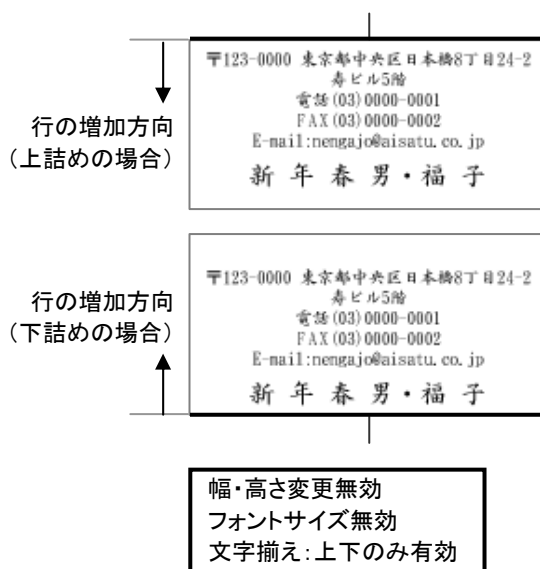 〒123-0000 東京都中央区日本橋8丁目24-2
寿ビル5階
電話(03)0000-0001
FAX(03)0000-0002
E-mail:nengajo@aisatu.co.jp
新 年 春 男・福 子
行の増加方向
(上詰めの場合)
〒123-0000 東京都中央区日本橋8丁目24-2
寿ビル5階
電話(03)0000-0001
FAX(03)0000-0002
E-mail:nengajo@aisatu.co.jp
新 年 春 男・福 子
行の増加方向
(下詰めの場合)
幅・高さ変更無効
フォントサイズ無効
文字揃え:上下のみ有効